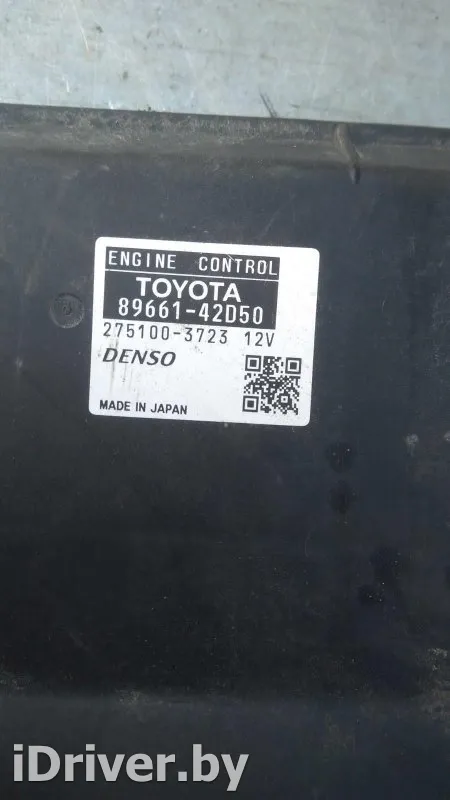 ENGINE CONTROL
TOYOTA
89661-42D50
275100-3723 12V
DENSO
MADE IN JAPAN
iDriver.by